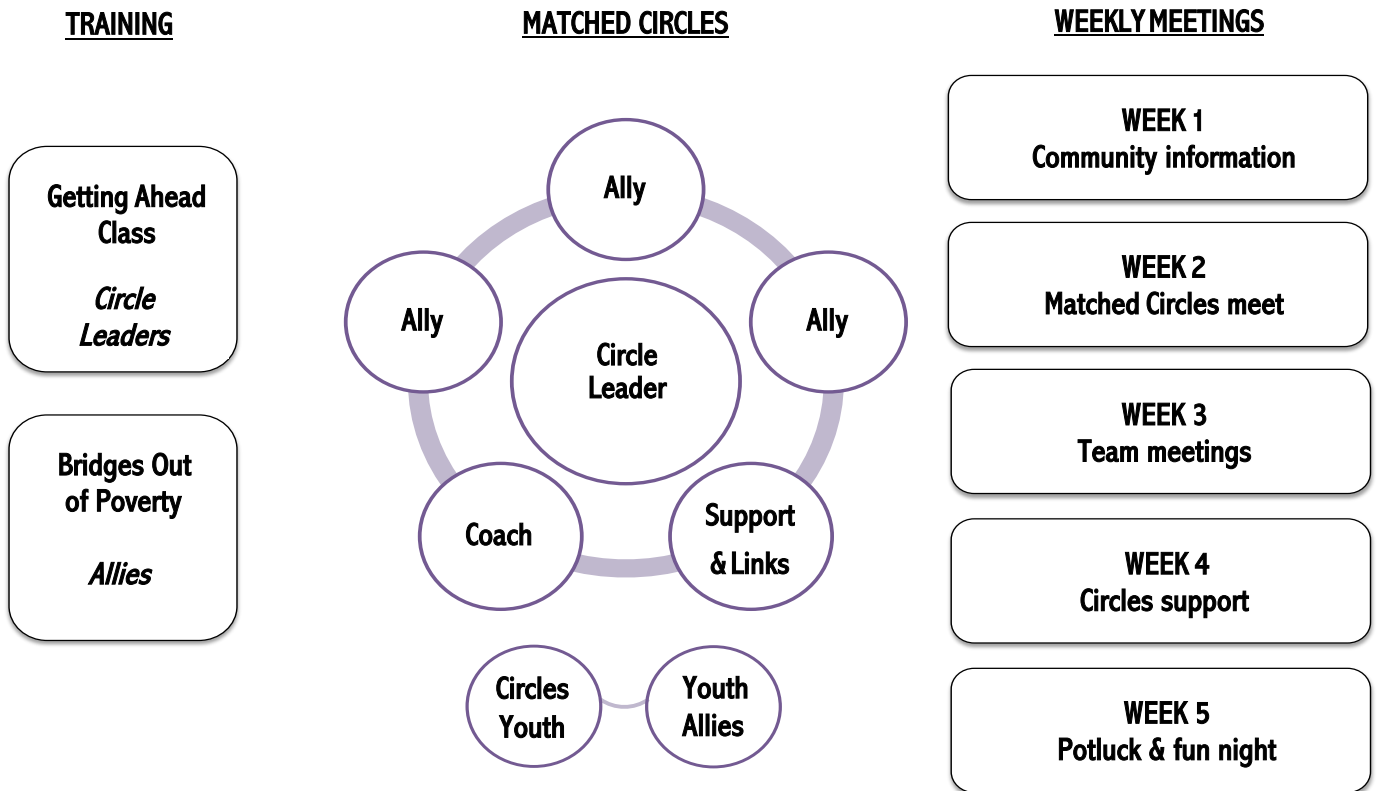 TRAINING
Getting Ahead
Class
Circle
Leaders
Bridges Out
of Poverty
Allies
MATCHED CIRCLES
Ally
Ally
Ally
Circle
Leader
Coach
Support
& Links
Circles
Youth
Youth
Allies
WEEKLY MEETINGS
WEEK 1
Community information
WEEK 2
Matched Circles meet
WEEK 3
Team meetings
WEEK 4
Circles support
WEEK 5
Potluck & fun night